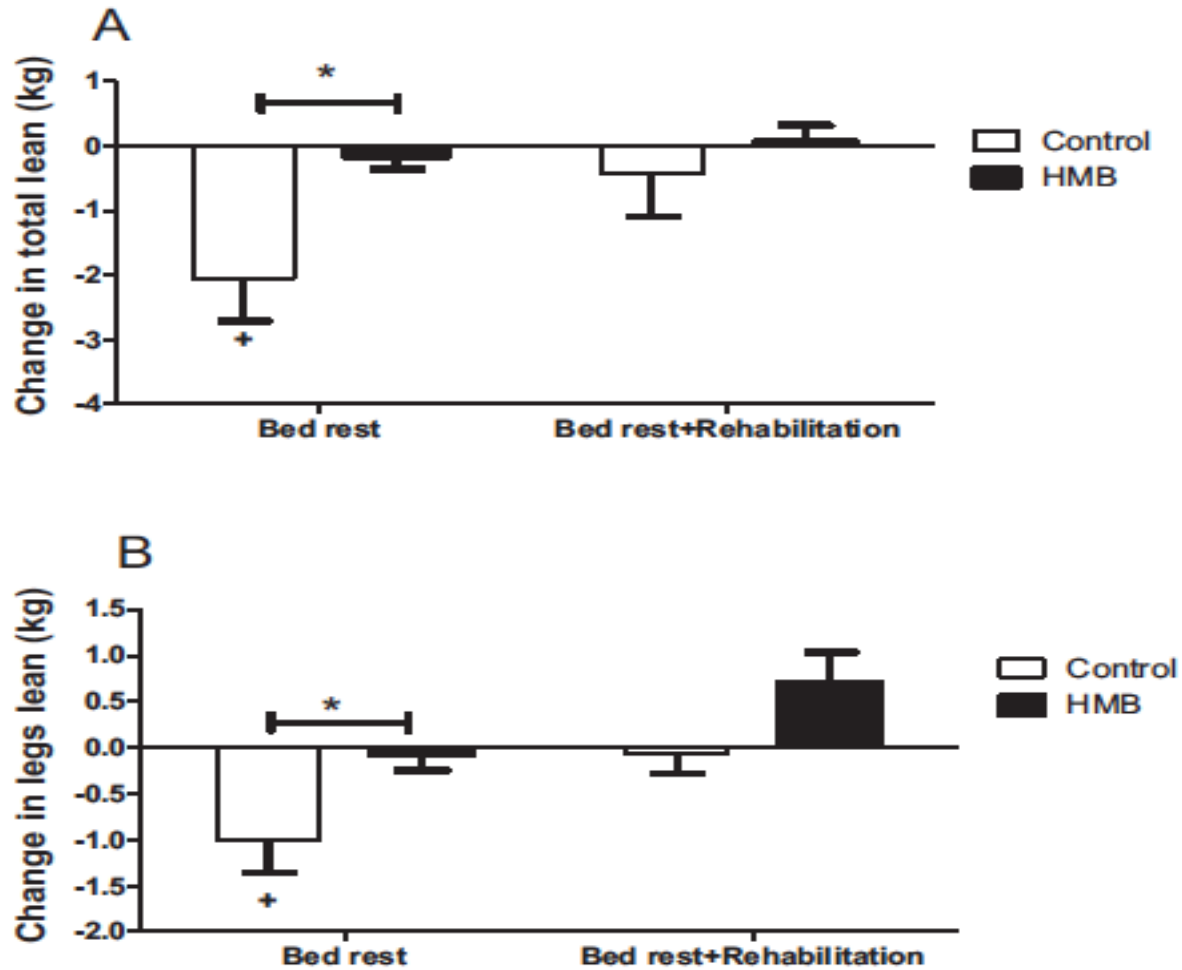 A
Change in total lean (kg)
1
0
-1
-2
-3
-4
*
+
Bed rest
Bed rest+Rehabilitation
Control
HMB
B
Change in legs lean (kg)
1.5
1.0
0.5
0.0
-0.5
-1.0
-1.5
-2.0
*
+
Bed rest
Bed rest+Rehabilitation
Control
HMB